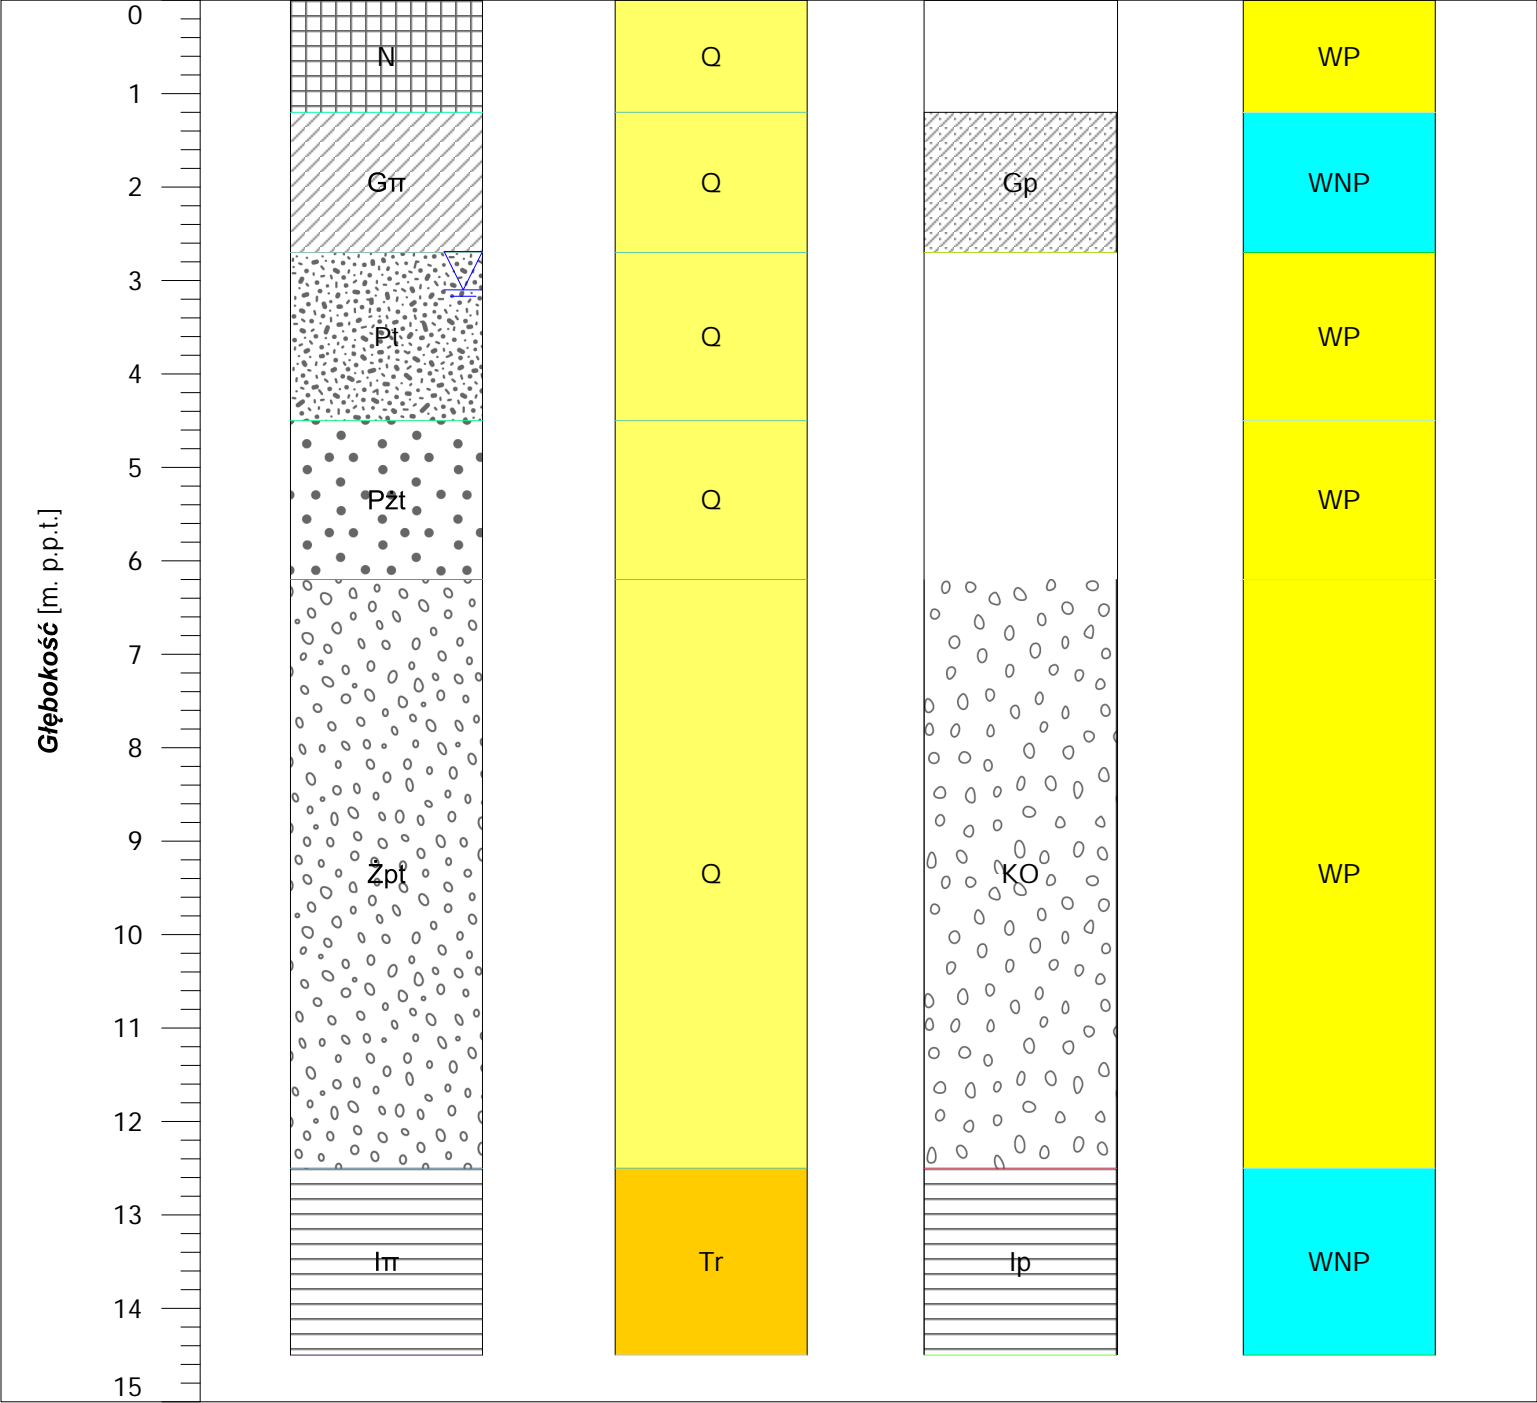 0
N
Q
WP
1
Gπ
Q
Gp
WNP
2
3
Pt
Q
WP
4
5
Pżt
Q
WP
6
Głębokość [m. p.p.t.]
7
8
9
Żpt
Q
KO
WP
10
11
12
13
Iπ
Tr
Ip
WNP
14
15